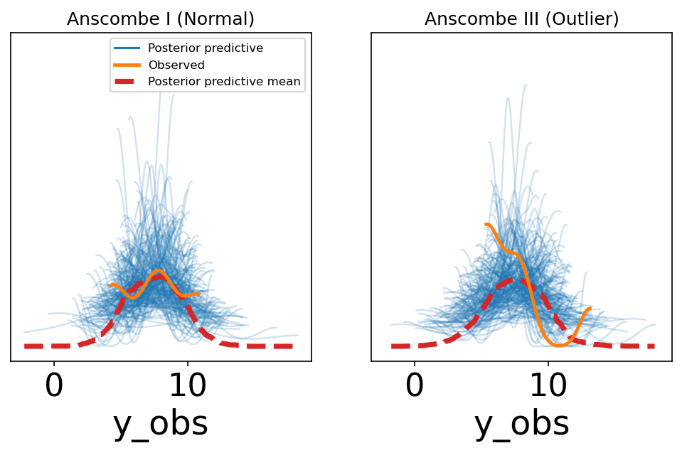 Anscombe I (Normal)
Posterior predictive
Observed
Posterior predictive mean
0
10
y_obs
Anscombe III (Outlier)
0
10
y_obs